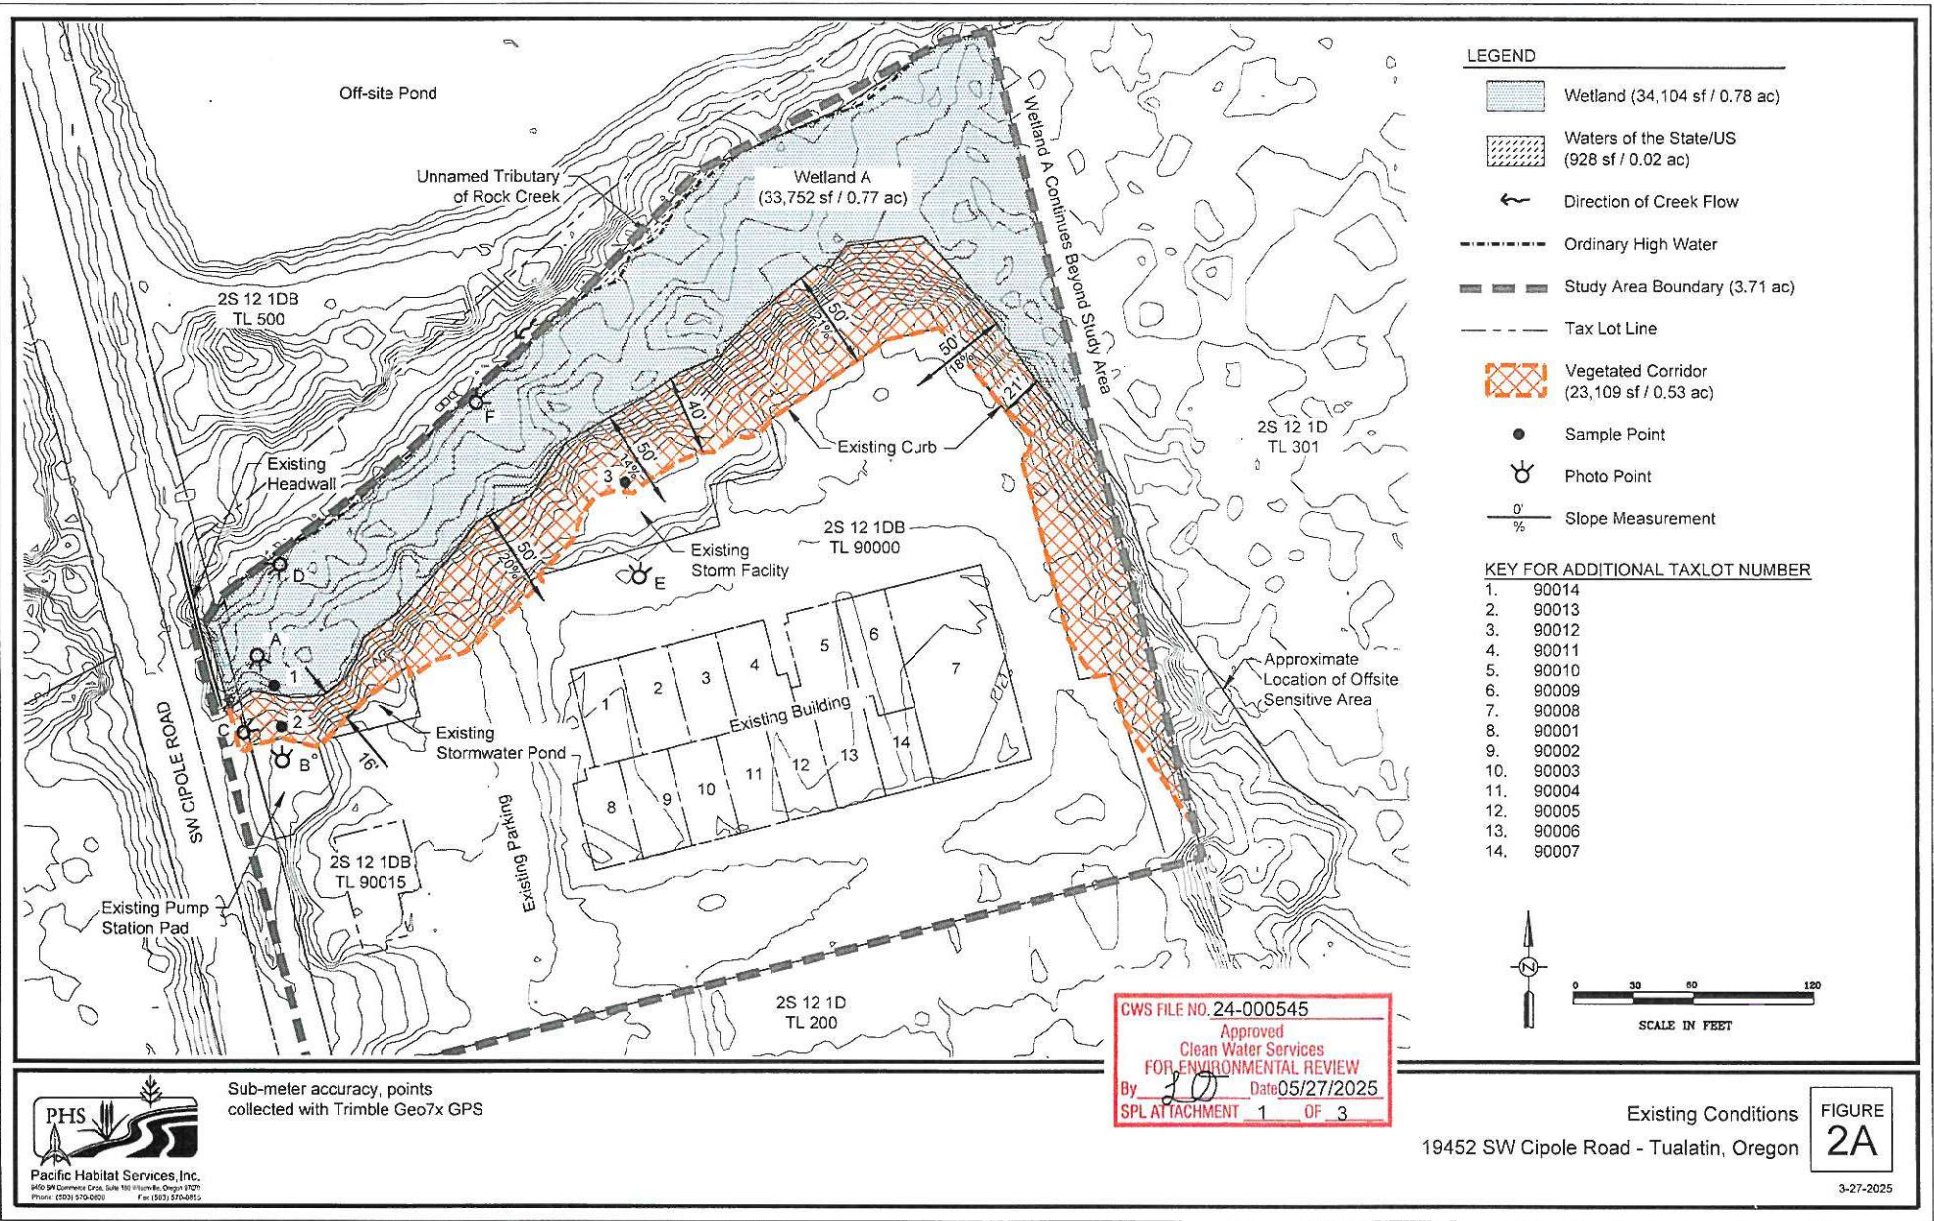 Off-site Pond
Unnamed Tributary
of Rock Creek
Wetland A
(33,752 sf / 0.77 ac)
Wetland A Continues Beyond Study Area
2S 12 1DB
TL 500
50'
21%
50'
18%
21'
40'
50'
14%
3
50'
20%
F
Existing Curb
2S 12 1D
TL 301
Existing
Headwall
D
2S 12 1DB
TL 90000
Existing
Storm Faclity
E
A
1
2
C
B
16'
Existing
Stormwater Pond
SW CIPOLE ROAD
Existing Parking
Approximate
Location of Offsite
Sensitive Area
1
2
3
4
5
6
7
Existing Building
8
9
10
11
12
13
14
2S 12 1DB
TL 90015
Existing Pump
Station Pad
2S 12 1D
TL 200
LEGEND
Wetland (34,104 sf / 0.78 ac)
Waters of the State/US
(928 sf / 0.02 ac)
Direction of Creek Flow
Ordinary High Water
Study Area Boundary (3.71 ac)
Tax Lot Line
Vegetated Corridor
(23,109 sf / 0.53 ac)
Sample Point
Photo Point
0'
%
Slope Measurement
KEY FOR ADDITIONAL TAXLOT NUMBER
1. 90014
2. 90013
3. 90012
4. 90011
5. 90010
6. 90009
7. 90008
8. 90001
9. 90002
10. 90003
11. 90004
12. 90005
13. 90006
14. 90007
N
0 30 60 120
SCALE IN FEET
CWS FILE NO. 24-000545
Approved
Clean Water Services
FOR ENVIRONMENTAL REVIEW
By Date 05/27/2025
SPL ATTACHMENT 1 OF 3
PHS
Pacific Habitat Services, Inc.
Sub-meter accuracy, points
collected with Trimble Geo7x GPS
Existing Conditions
19452 SW Cipole Road - Tualatin, Oregon
FIGURE
2A
3-27-2025